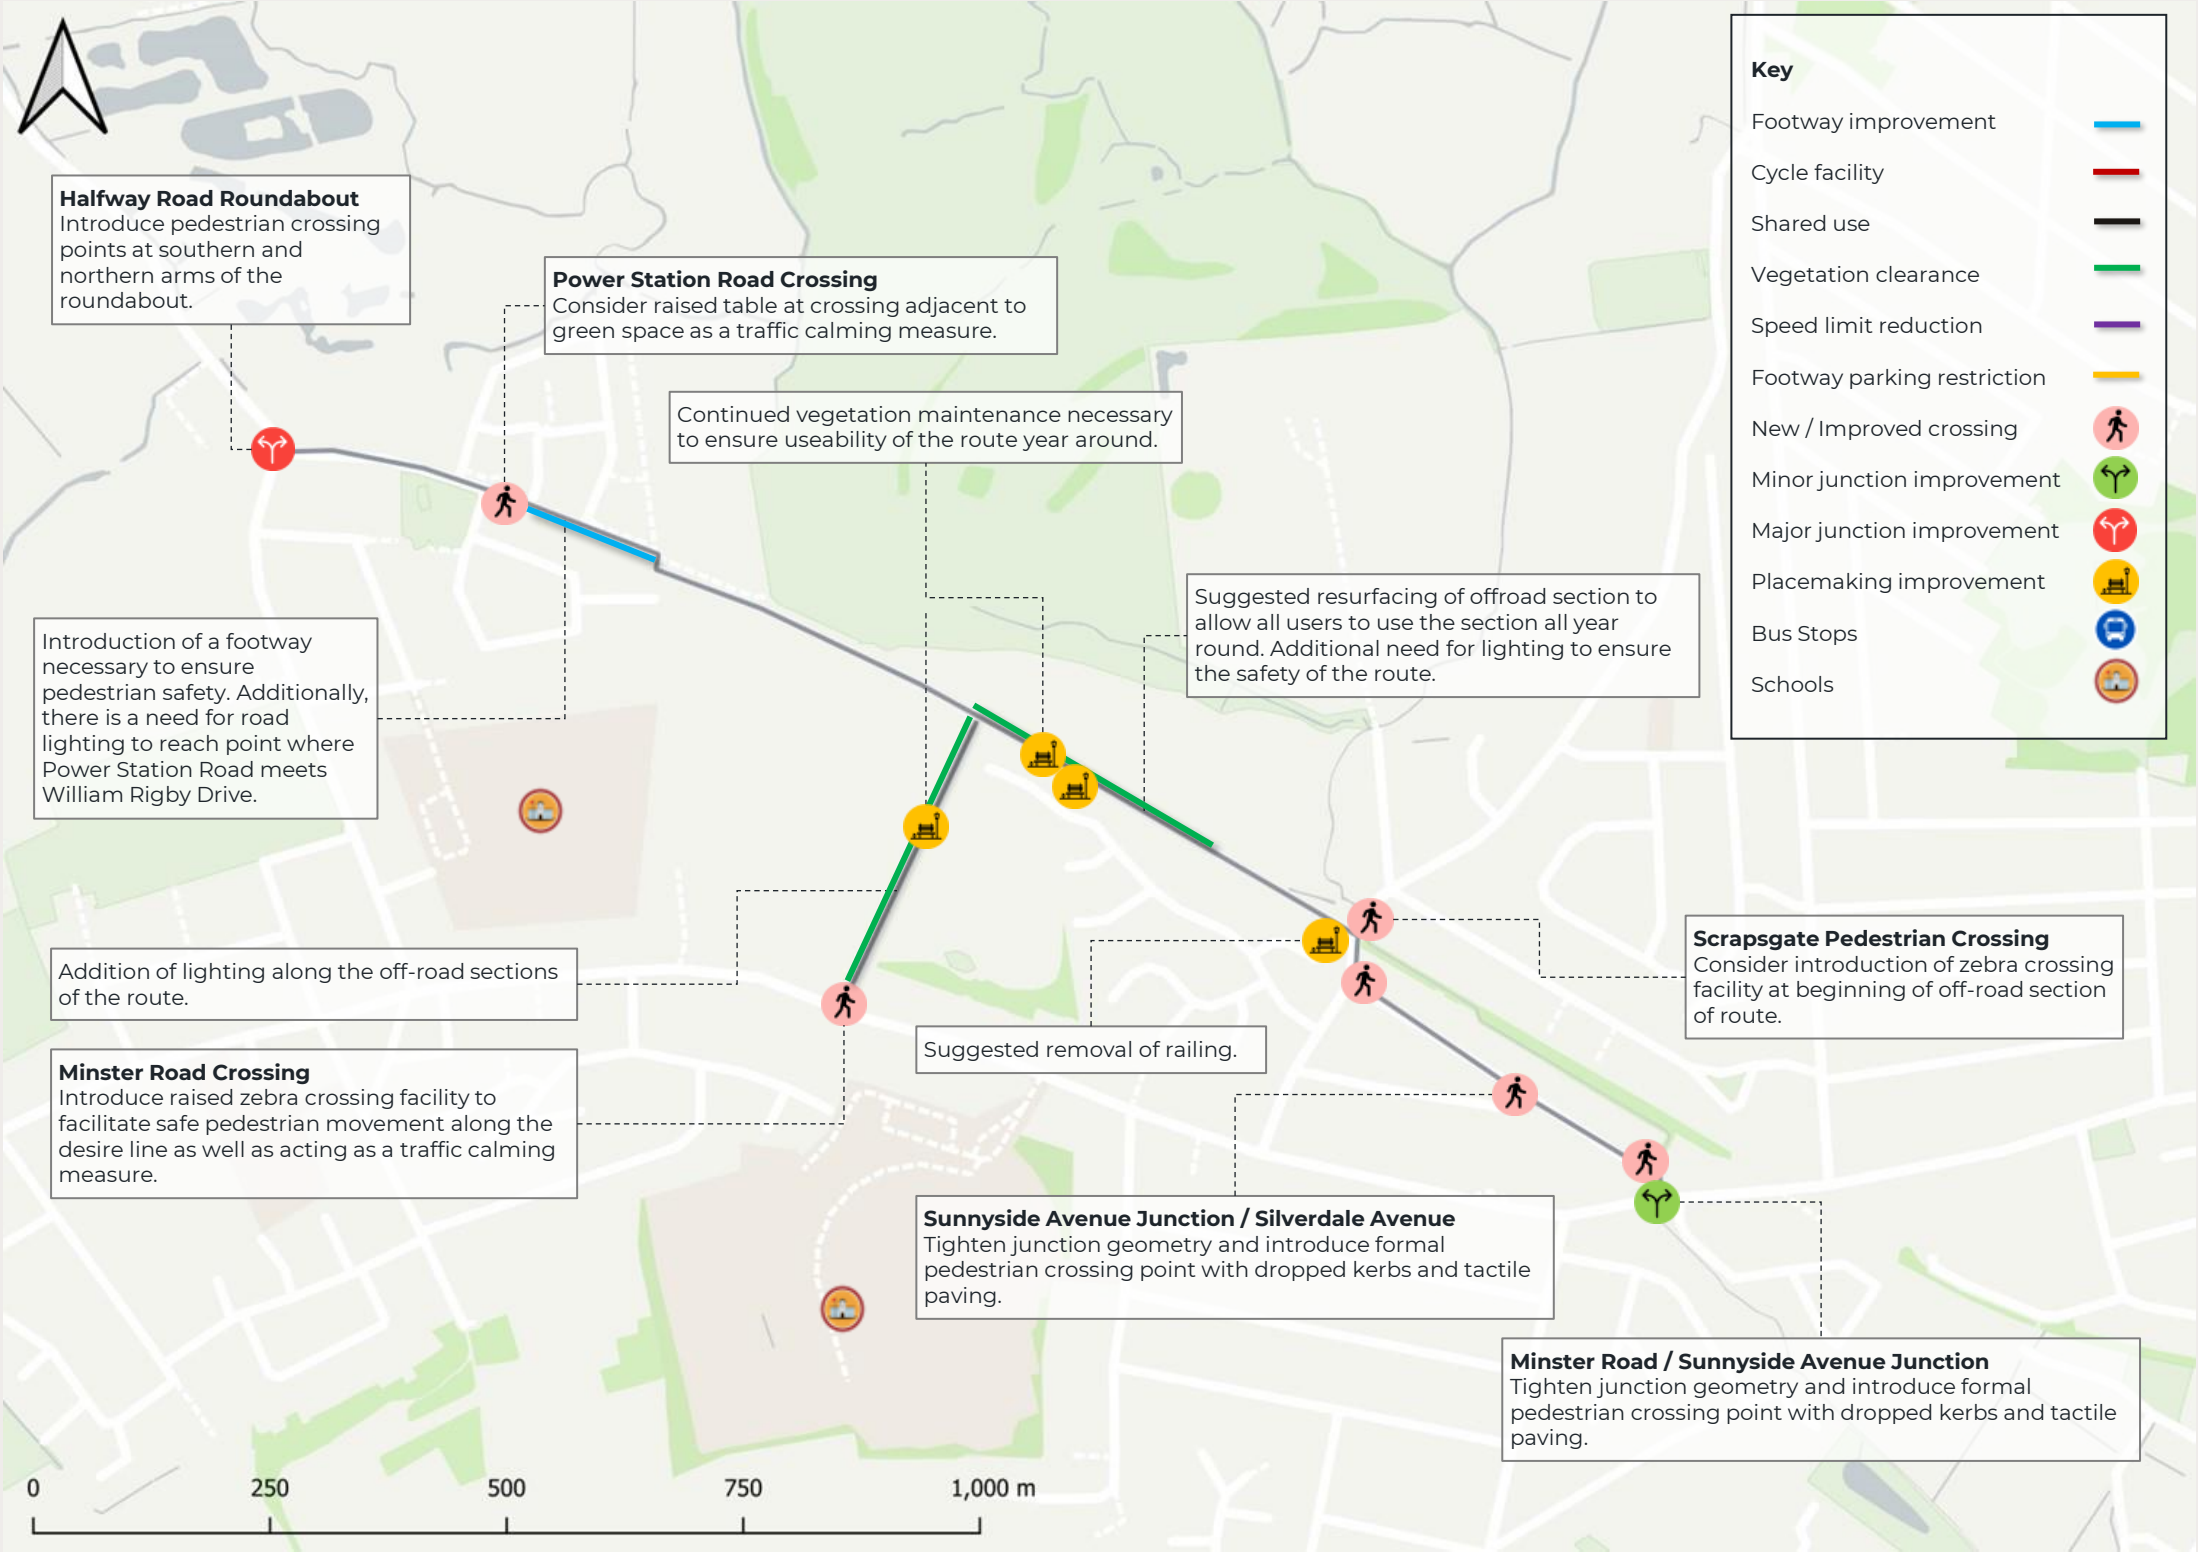 Key
Footway improvement
Cycle facility
Shared use
Vegetation clearance
Speed limit reduction
Footway parking restriction
New / Improved crossing
Minor junction improvement
Major junction improvement
Placemaking improvement
Bus Stops
Schools
Halfway Road Roundabout
Introduce pedestrian crossing
points at southern and
northern arms of the
roundabout.
Power Station Road Crossing
Consider raised table at crossing adjacent to
green space as a traffic calming measure.
Continued vegetation maintenance necessary
to ensure useability of the route year around.
Suggested resurfacing of offroad section to
allow all users to use the section all year
round. Additional need for lighting to ensure
the safety of the route.
Introduction of a footway
necessary to ensure
pedestrian safety. Additionally,
there is a need for road
lighting to reach point where
Power Station Road meets
William Rigby Drive.
Addition of lighting along the off-road sections
of the route.
Scrapsgate Pedestrian Crossing
Consider introduction of zebra crossing
facility at beginning of off-road section
of route.
Suggested removal of railing.
Minster Road Crossing
Introduce raised zebra crossing facility to
facilitate safe pedestrian movement along the
desire line as well as acting as a traffic calming
measure.
Sunnyside Avenue Junction / Silverdale Avenue
Tighten junction geometry and introduce formal
pedestrian crossing point with dropped kerbs and tactile
paving.
Minster Road / Sunnyside Avenue Junction
Tighten junction geometry and introduce formal
pedestrian crossing point with dropped kerbs and tactile
paving.
0 250 500 750 1,000 m